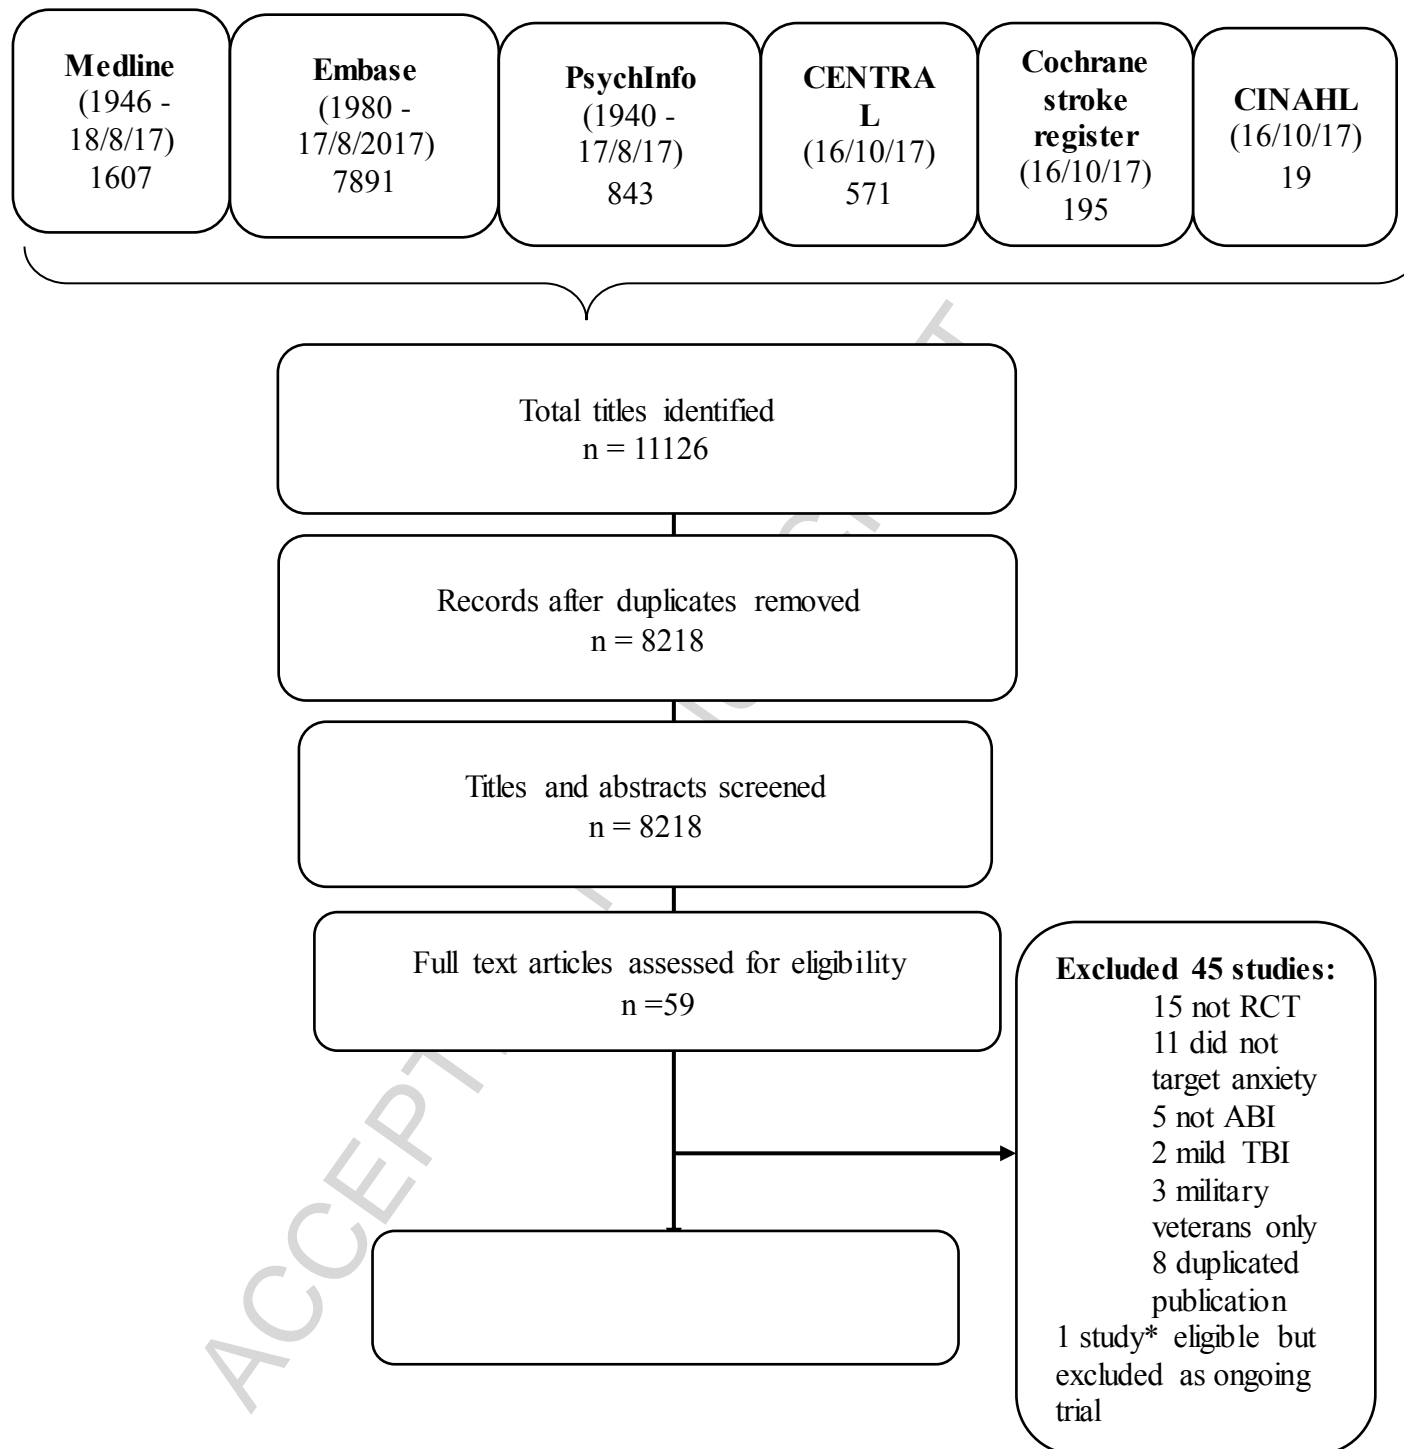 Medline
(1946 -
18/8/17)
1607
Embase
(1980 -
17/8/2017)
7891
PsychInfo
(1940 -
17/8/17)
843
CENTRA
L
(16/10/17)
571
Cochrane
stroke
register
(16/10/17)
195
CINAHL
(16/10/17)
19
Total titles identified
n = 11126
Records after duplicates removed
n = 8218
Titles and abstracts screened
n = 8218
Full text articles assessed for eligibility
n =59
Excluded 45 studies:
15 not RCT
11 did not
target anxiety
5 not ABI
2 mild TBI
3 military
veterans only
8 duplicated
publication
1 study* eligible but
excluded as ongoing
trial